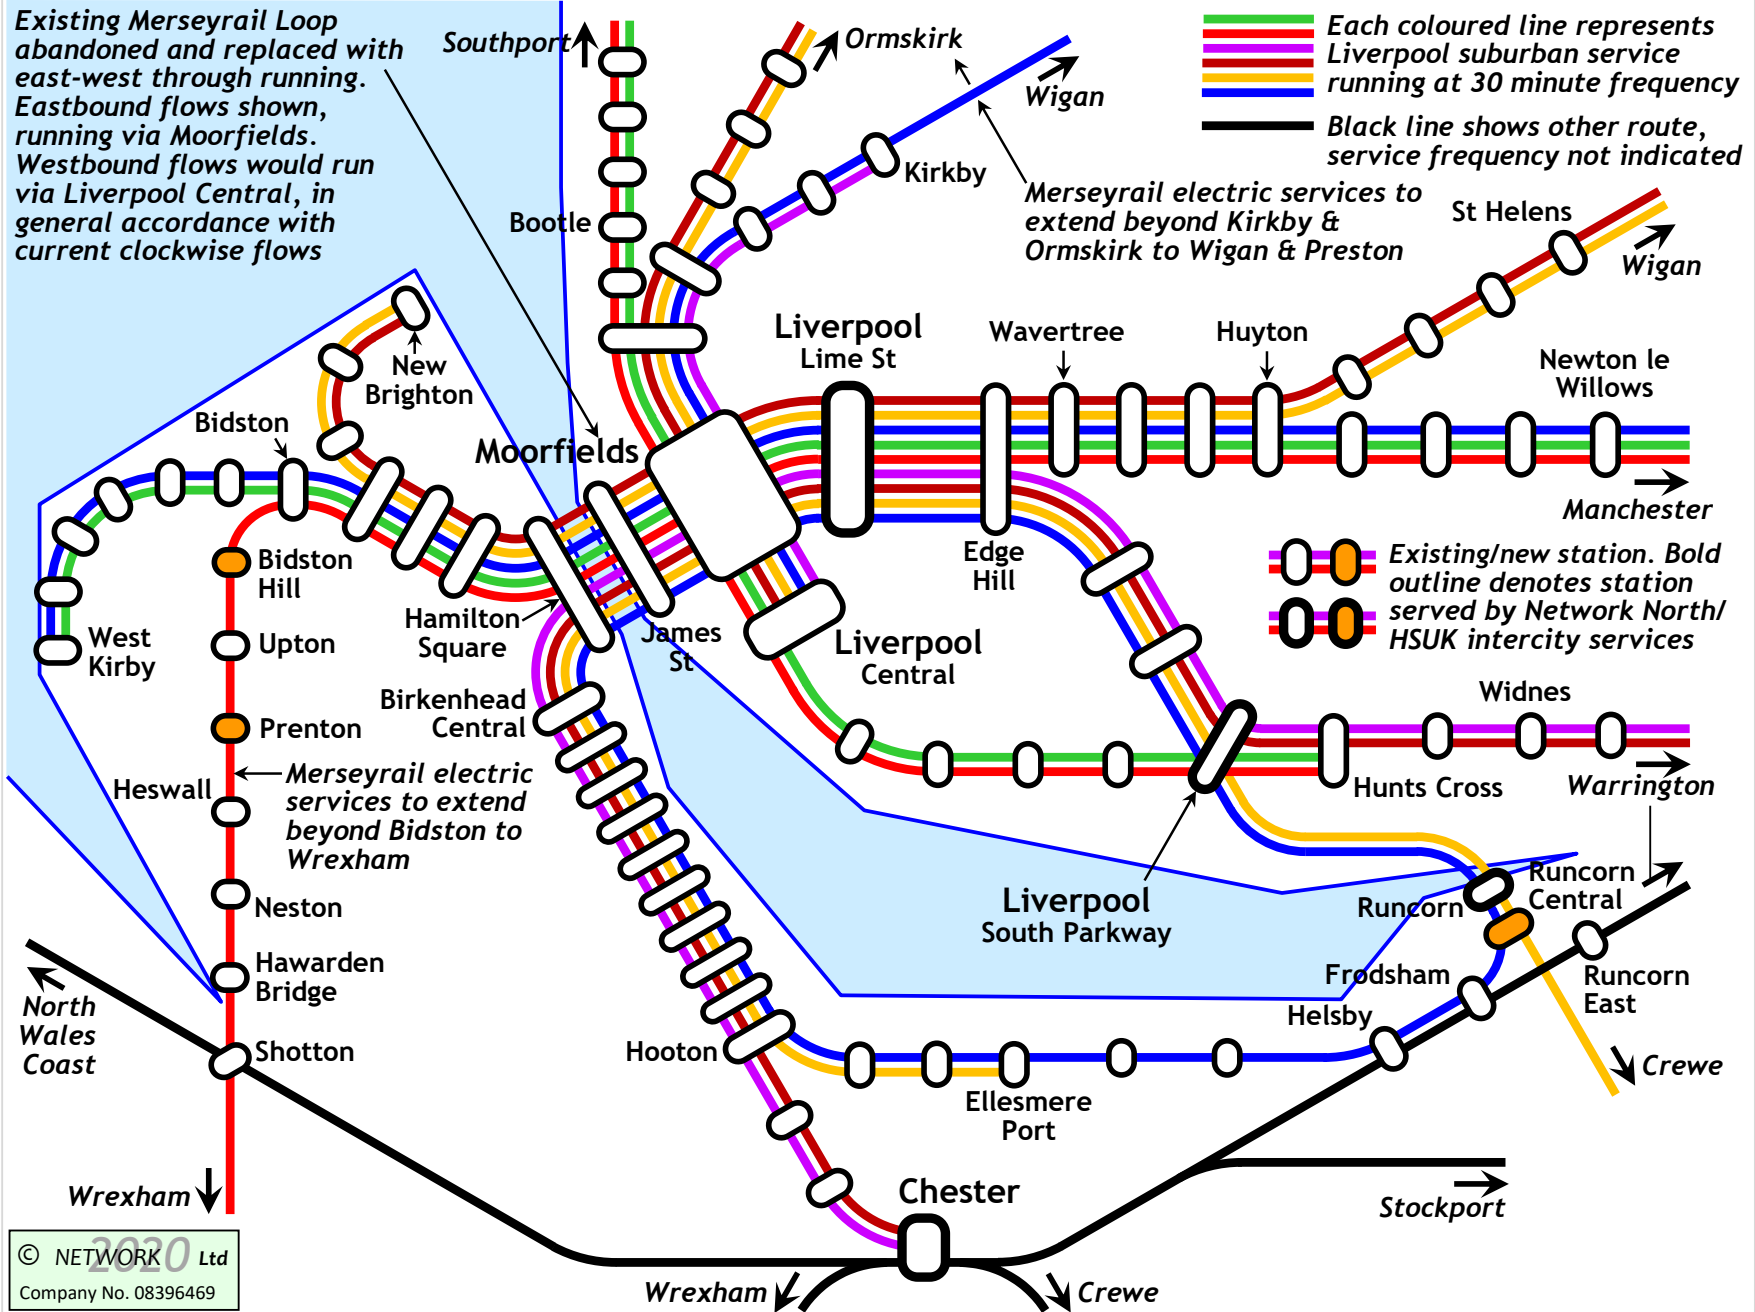 Existing Merseyrail Loop
abandoned and replaced with
east-west through running.
Eastbound flows shown,
running via Moorfields.
Westbound flows would run
via Liverpool Central, in
general accordance with
current clockwise flows
Southport
Ormskirk
Wigan
Each coloured line represents
Liverpool suburban service
running at 30 minute frequency
Black line shows other route,
service frequency not indicated
Kirkby
Merseyrail electric services to
extend beyond Kirkby &
Ormskirk to Wigan & Preston
Bootle
St Helens
Wigan
New
Brighton
Liverpool
Lime St
Wavertree
Huyton
Newton le
Willows
Bidston
Moorfields
Manchester
Edge
Hill
Existing/new station. Bold
outline denotes station
served by Network North/
HSUK intercity services
Bidston
Hill
Hamilton
Square
James
St
Liverpool
Central
West
Kirby
Upton
Birkenhead
Central
Widnes
Prenton
Merseyrail electric
services to extend
beyond Bidston to
Wrexham
Heswall
Hunts Cross
Warrington
Liverpool
South Parkway
Runcorn
Runcorn
Central
Neston
Hawarden
Bridge
Frodsham
Runcorn
East
North
Wales
Coast
Helsby
Shotton
Hooton
Crewe
Ellesmere
Port
Wrexham
Chester
Stockport
© NETWORK 2020 Ltd
Company No. 08396469
Wrexham
Crewe